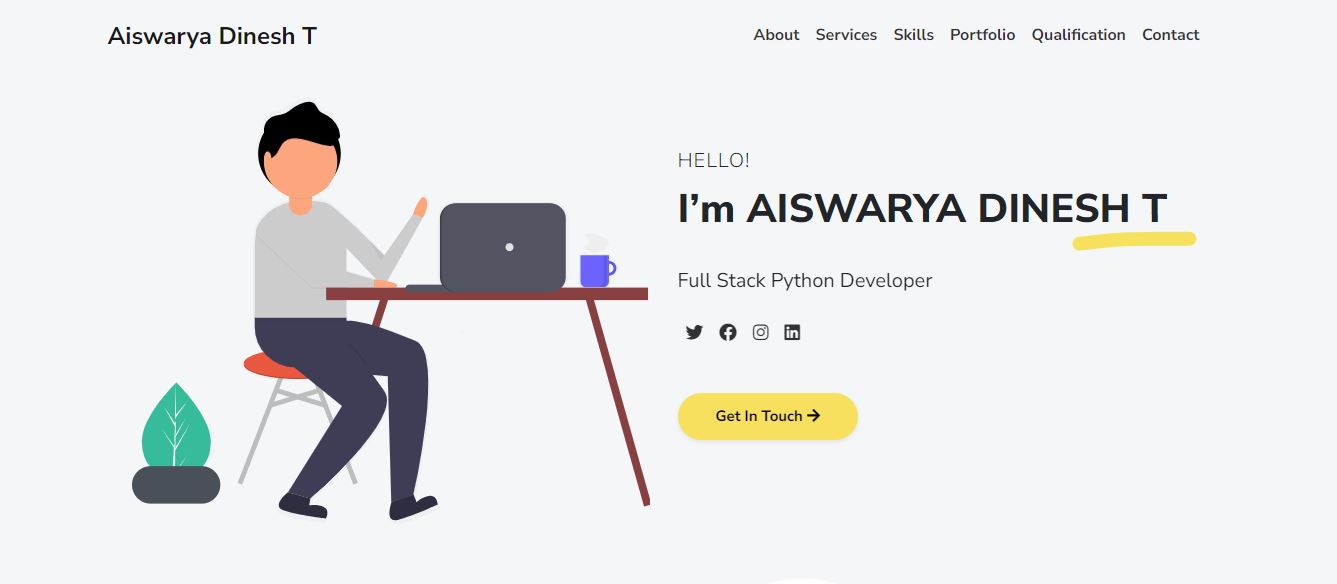 Aiswarya Dinesh T
About Services Skills Portfolio Qualification Contact
HELLO!
I’m AISWARYA DINESH T
Full Stack Python Developer
Get In Touch